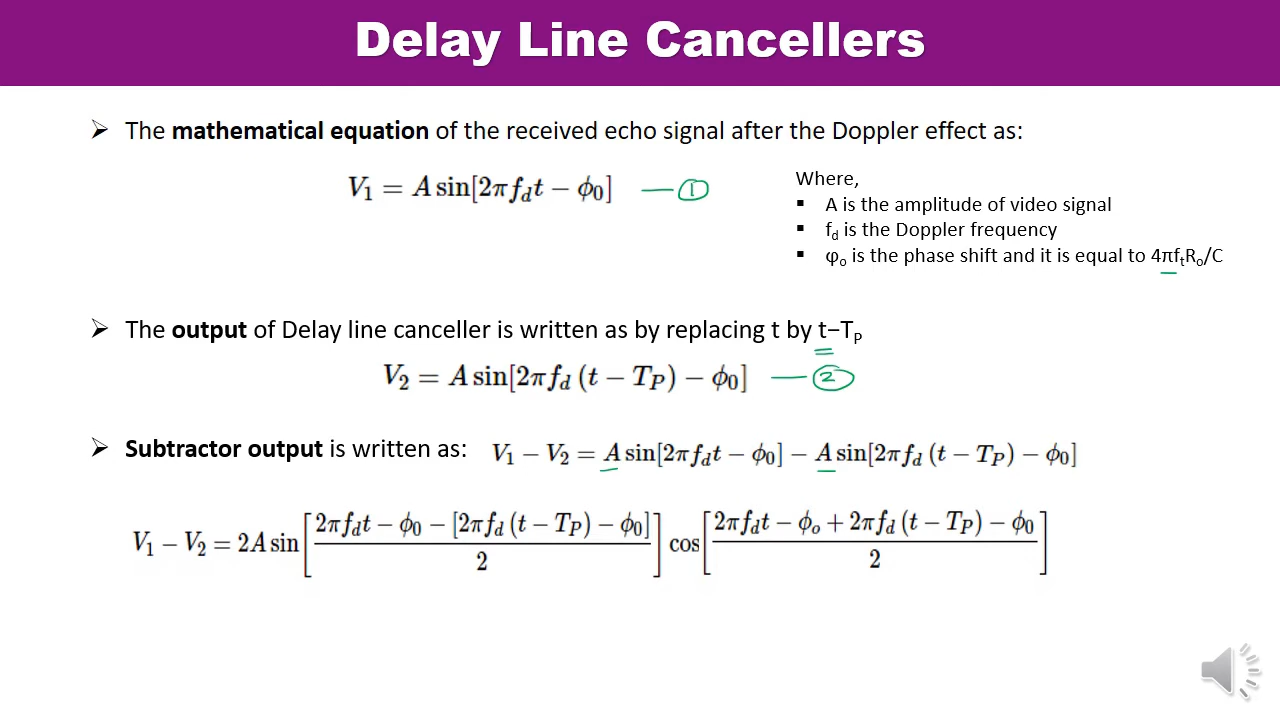 Delay Line Cancellers
➢ The mathematical equation of the received echo signal after the Doppler effect as:
V₁ = A sin[2πf_d t − ϕ₀] —①
Where,
▪ A is the amplitude of video signal
▪ f_d is the Doppler frequency
▪ φₒ is the phase shift and it is equal to 4πf_tRₒ/C
➢ The output of Delay line canceller is written as by replacing t by t−T_P
V₂ = A sin[2πf_d (t − T_P) − ϕ₀] —②
➢ Subtractor output is written as: V₁ − V₂ = A sin[2πf_d t − ϕ₀] − A sin[2πf_d (t − T_P) − ϕ₀]
V₁ − V₂ = 2A sin[(2πf_d t − ϕ₀ − [2πf_d (t − T_P) − ϕ₀])/2] cos[(2πf_d t − ϕₒ + 2πf_d (t − T_P) − ϕ₀)/2]